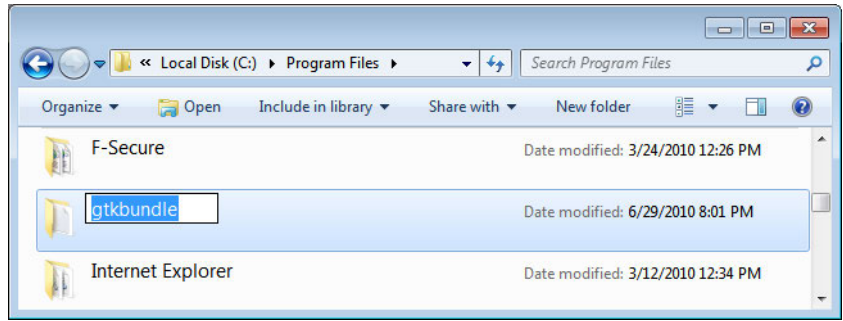 « Local Disk (C:) Program Files Search Program Files
Organize Open Include in library Share with New folder
F-Secure Date modified: 3/24/2010 12:26 PM
gtkbundle Date modified: 6/29/2010 8:01 PM
Internet Explorer Date modified: 3/12/2010 12:34 PM